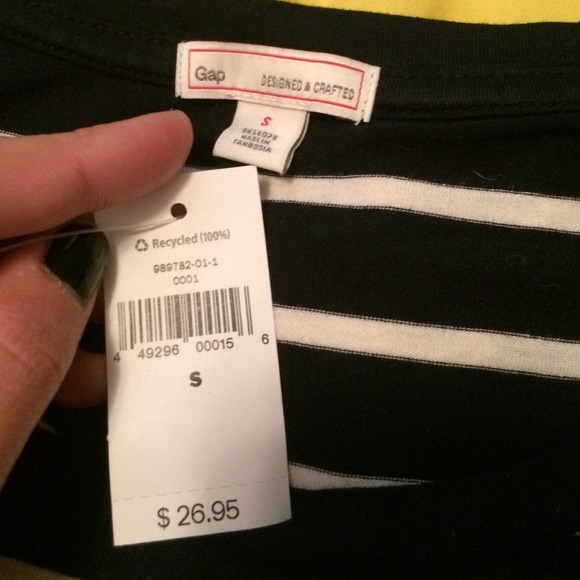 Gap DESIGNED & CRAFTED
S
MADE IN
CAMBODIA
Recycled (100%)
989782-01-1
0001
4 49296 00015 6
S
$ 26.95